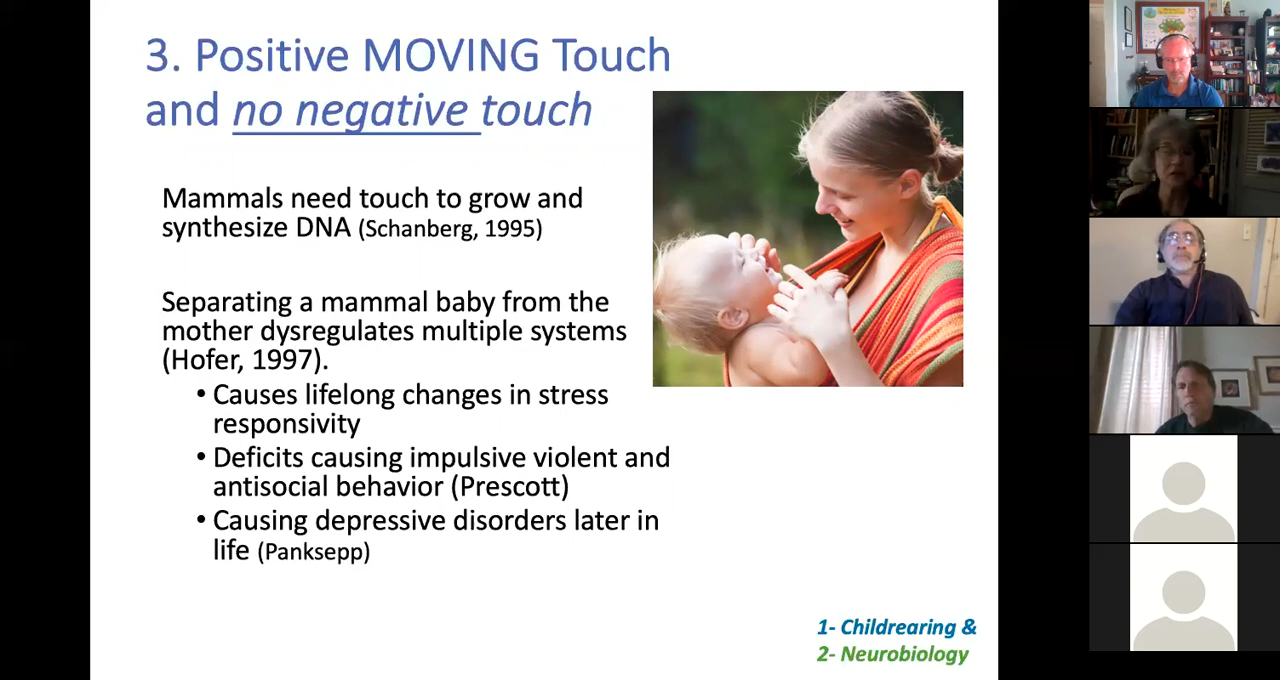 3. Positive MOVING Touch
and no negative touch
Mammals need touch to grow and
synthesize DNA (Schanberg, 1995)
Separating a mammal baby from the
mother dysregulates multiple systems
(Hofer, 1997).
• Causes lifelong changes in stress
responsivity
• Deficits causing impulsive violent and
antisocial behavior (Prescott)
• Causing depressive disorders later in
life (Panksepp)
1- Childrearing &
2- Neurobiology